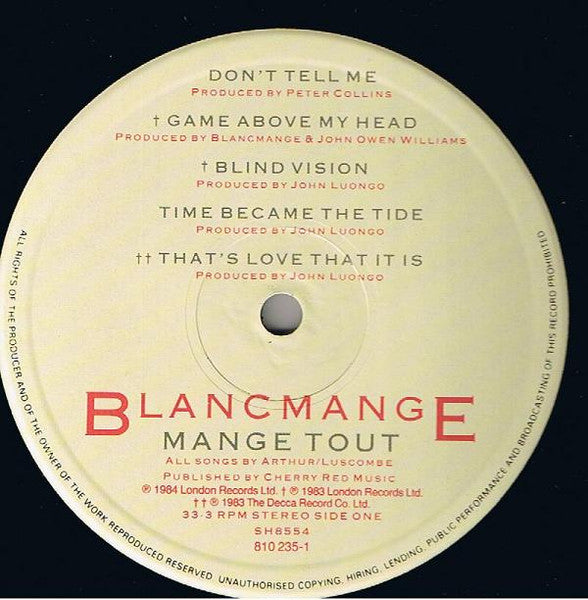 DON'T TELL ME
PRODUCED BY PETER COLLINS
† GAME ABOVE MY HEAD
PRODUCED BY BLANCMANGE & JOHN OWEN WILLIAMS
† BLIND VISION
PRODUCED BY JOHN LUONGO
TIME BECAME THE TIDE
PRODUCED BY JOHN LUONGO
†† THAT'S LOVE THAT IT IS
PRODUCED BY JOHN LUONGO
BLANCMANGE
MANGE TOUT
ALL SONGS BY ARTHUR/LUSCOMBE
PUBLISHED BY CHERRY RED MUSIC
℗ 1984 London Records Ltd. † ℗ 1983 London Records Ltd.
†† ℗ 1983 The Decca Record Co. Ltd.
33·3 RPM STEREO SIDE ONE
SH8554
810 235-1
ALL RIGHTS OF THE PRODUCER AND OF THE OWNER OF THE WORK REPRODUCED RESERVED. UNAUTHORISED COPYING, HIRING, LENDING, PUBLIC PERFORMANCE AND BROADCASTING OF THIS RECORD PROHIBITED